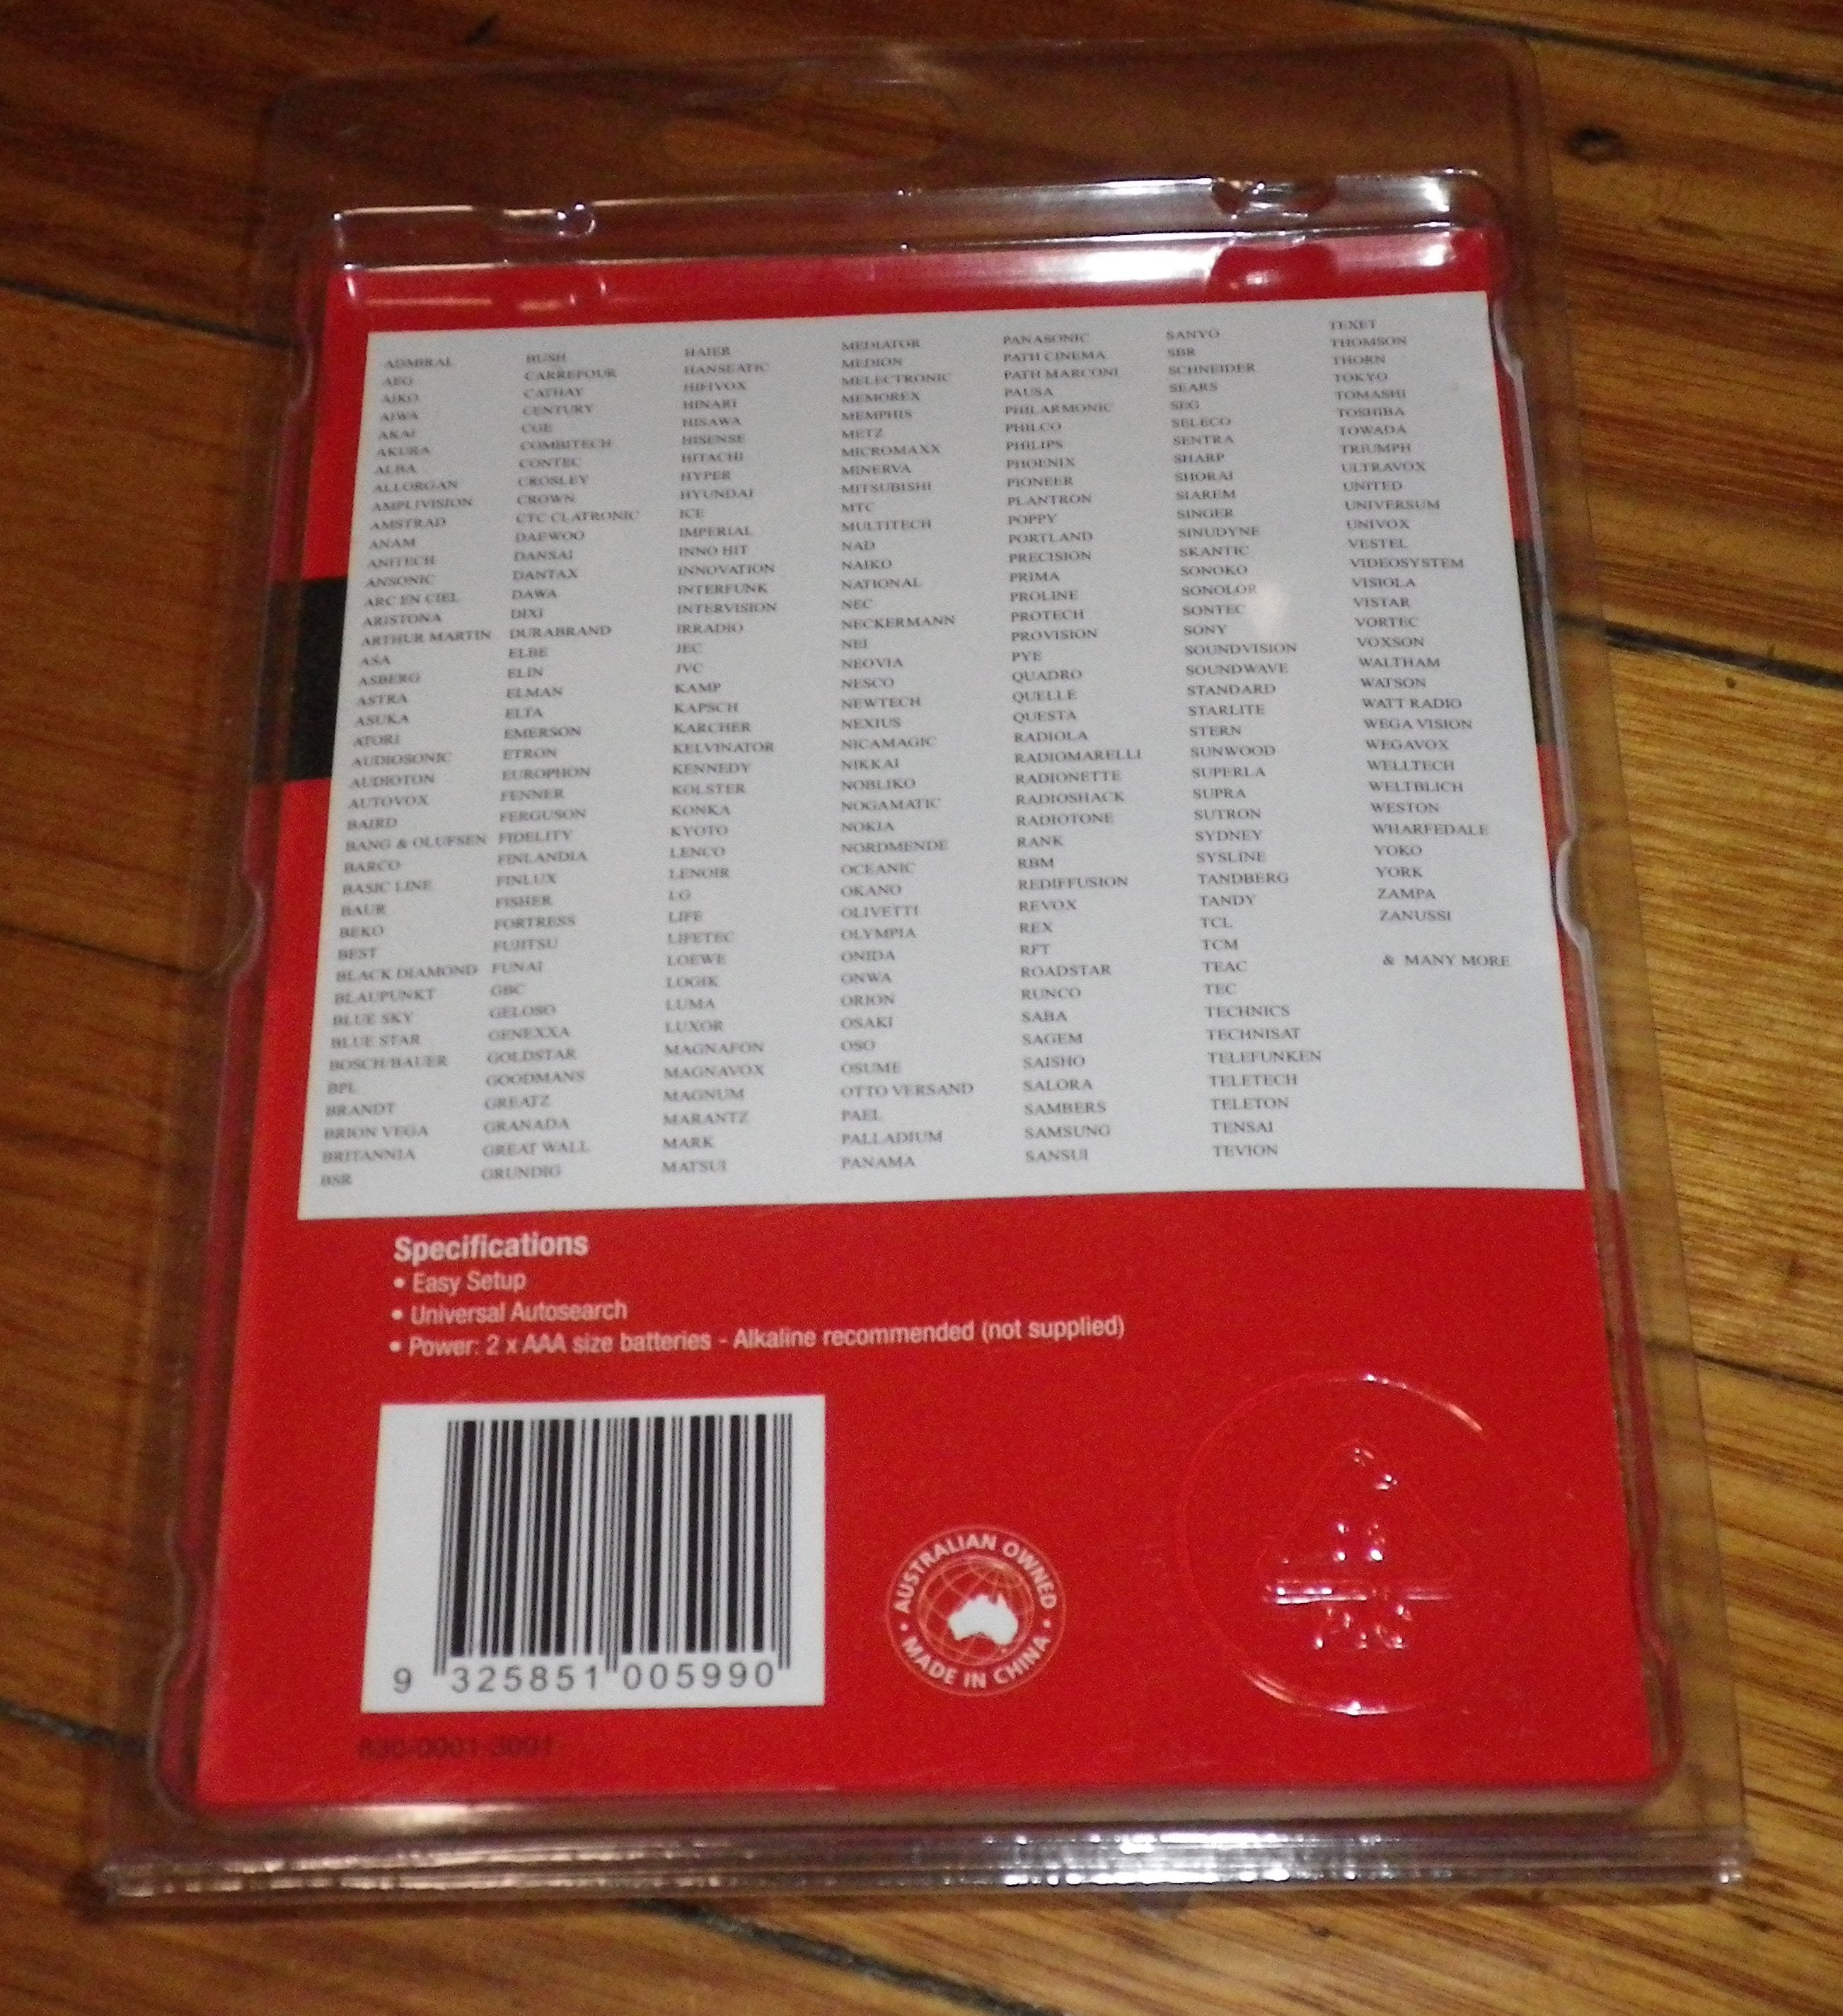 ADMIRAL
AEG
AIKO
AIWA
AKAI
AKURA
ALBA
ALLORGAN
AMPLIVISION
AMSTRAD
ANAM
ANITECH
ANSONIC
ARC EN CIEL
ARISTONA
ARTHUR MARTIN
ASA
ASBERG
ASTRA
ASUKA
ATORI
AUDIOSONIC
AUDIOTON
AUTOVOX
BAIRD
BANG & OLUFSEN
BARCO
BASIC LINE
BAUR
BEKO
BEST
BLACK DIAMOND
BLAUPUNKT
BLUE SKY
BLUE STAR
BOSCH/BAUER
BPL
BRANDT
BRION VEGA
BRITANNIA
BSR
BUSH
CARREFOUR
CATHAY
CENTURY
CGE
COMBITECH
CONTEC
CROSLEY
CROWN
CTC CLATRONIC
DAEWOO
DANSAI
DANTAX
DAWA
DIXI
DURABRAND
ELBE
ELIN
ELMAN
ELTA
EMERSON
ETRON
EUROPHON
FENNER
FERGUSON
FIDELITY
FINLANDIA
FINLUX
FISHER
FORTRESS
FUJITSU
FUNAI
GBC
GELOSO
GENEXXA
GOLDSTAR
GOODMANS
GREATZ
GRANADA
GREAT WALL
GRUNDIG
HAIER
HANSEATIC
HIFIVOX
HINARI
HISAWA
HISENSE
HITACHI
HYPER
HYUNDAI
ICE
IMPERIAL
INNO HIT
INNOVATION
INTERFUNK
INTERVISION
IRRADIO
JEC
JVC
KAMP
KAPSCH
KARCHER
KELVINATOR
KENNEDY
KOLSTER
KONKA
KYOTO
LENCO
LENOIR
LG
LIFE
LIFETEC
LOEWE
LOGIK
LUMA
LUXOR
MAGNAFON
MAGNAVOX
MAGNUM
MARANTZ
MARK
MATSUI
MEDIATOR
MEDION
MELECTRONIC
MEMOREX
MEMPHIS
METZ
MICROMAXX
MINERVA
MITSUBISHI
MTC
MULTITECH
NAD
NAIKO
NATIONAL
NEC
NECKERMANN
NEI
NEOVIA
NESCO
NEWTECH
NEXIUS
NICAMAGIC
NIKKAI
NOBLIKO
NOGAMATIC
NOKIA
NORDMENDE
OCEANIC
OKANO
OLIVETTI
OLYMPIA
ONIDA
ONWA
ORION
OSAKI
OSO
OSUME
OTTO VERSAND
PAEL
PALLADIUM
PANAMA
PANASONIC
PATH CINEMA
PATH MARCONI
PAUSA
PHILARMONIC
PHILCO
PHILIPS
PHOENIX
PIONEER
PLANTRON
POPPY
PORTLAND
PRECISION
PRIMA
PROLINE
PROTECH
PROVISION
PYE
QUADRO
QUELLE
QUESTA
RADIOLA
RADIOMARELLI
RADIONETTE
RADIOSHACK
RADIOTONE
RANK
RBM
REDIFFUSION
REVOX
REX
RFT
ROADSTAR
RUNCO
SABA
SAGEM
SAISHO
SALORA
SAMBERS
SAMSUNG
SANSUI
SANYO
SBR
SCHNEIDER
SEARS
SEG
SELECO
SENTRA
SHARP
SHORAI
SIAREM
SINGER
SINUDYNE
SKANTIC
SONOKO
SONOLOR
SONTEC
SONY
SOUNDVISION
SOUNDWAVE
STANDARD
STARLITE
STERN
SUNWOOD
SUPERLA
SUPRA
SUTRON
SYDNEY
SYSLINE
TANDBERG
TANDY
TCL
TCM
TEAC
TEC
TECHNICS
TECHNISAT
TELEFUNKEN
TELETECH
TELETON
TENSAI
TEVION
TEXET
THOMSON
THORN
TOKYO
TOMASHI
TOSHIBA
TOWADA
TRIUMPH
ULTRAVOX
UNITED
UNIVERSUM
UNIVOX
VESTEL
VIDEOSYSTEM
VISIOLA
VISTAR
VORTEC
VOXSON
WALTHAM
WATSON
WATT RADIO
WEGA VISION
WEGAVOX
WELLTECH
WELTBLICH
WESTON
WHARFEDALE
YOKO
YORK
ZAMPA
ZANUSSI
& MANY MORE
Specifications
• Easy Setup
• Universal Autosearch
• Power: 2 x AAA size batteries - Alkaline recommended (not supplied)
9 325851 005990
AUSTRALIAN OWNED
• MADE IN CHINA •
830-0001-3001